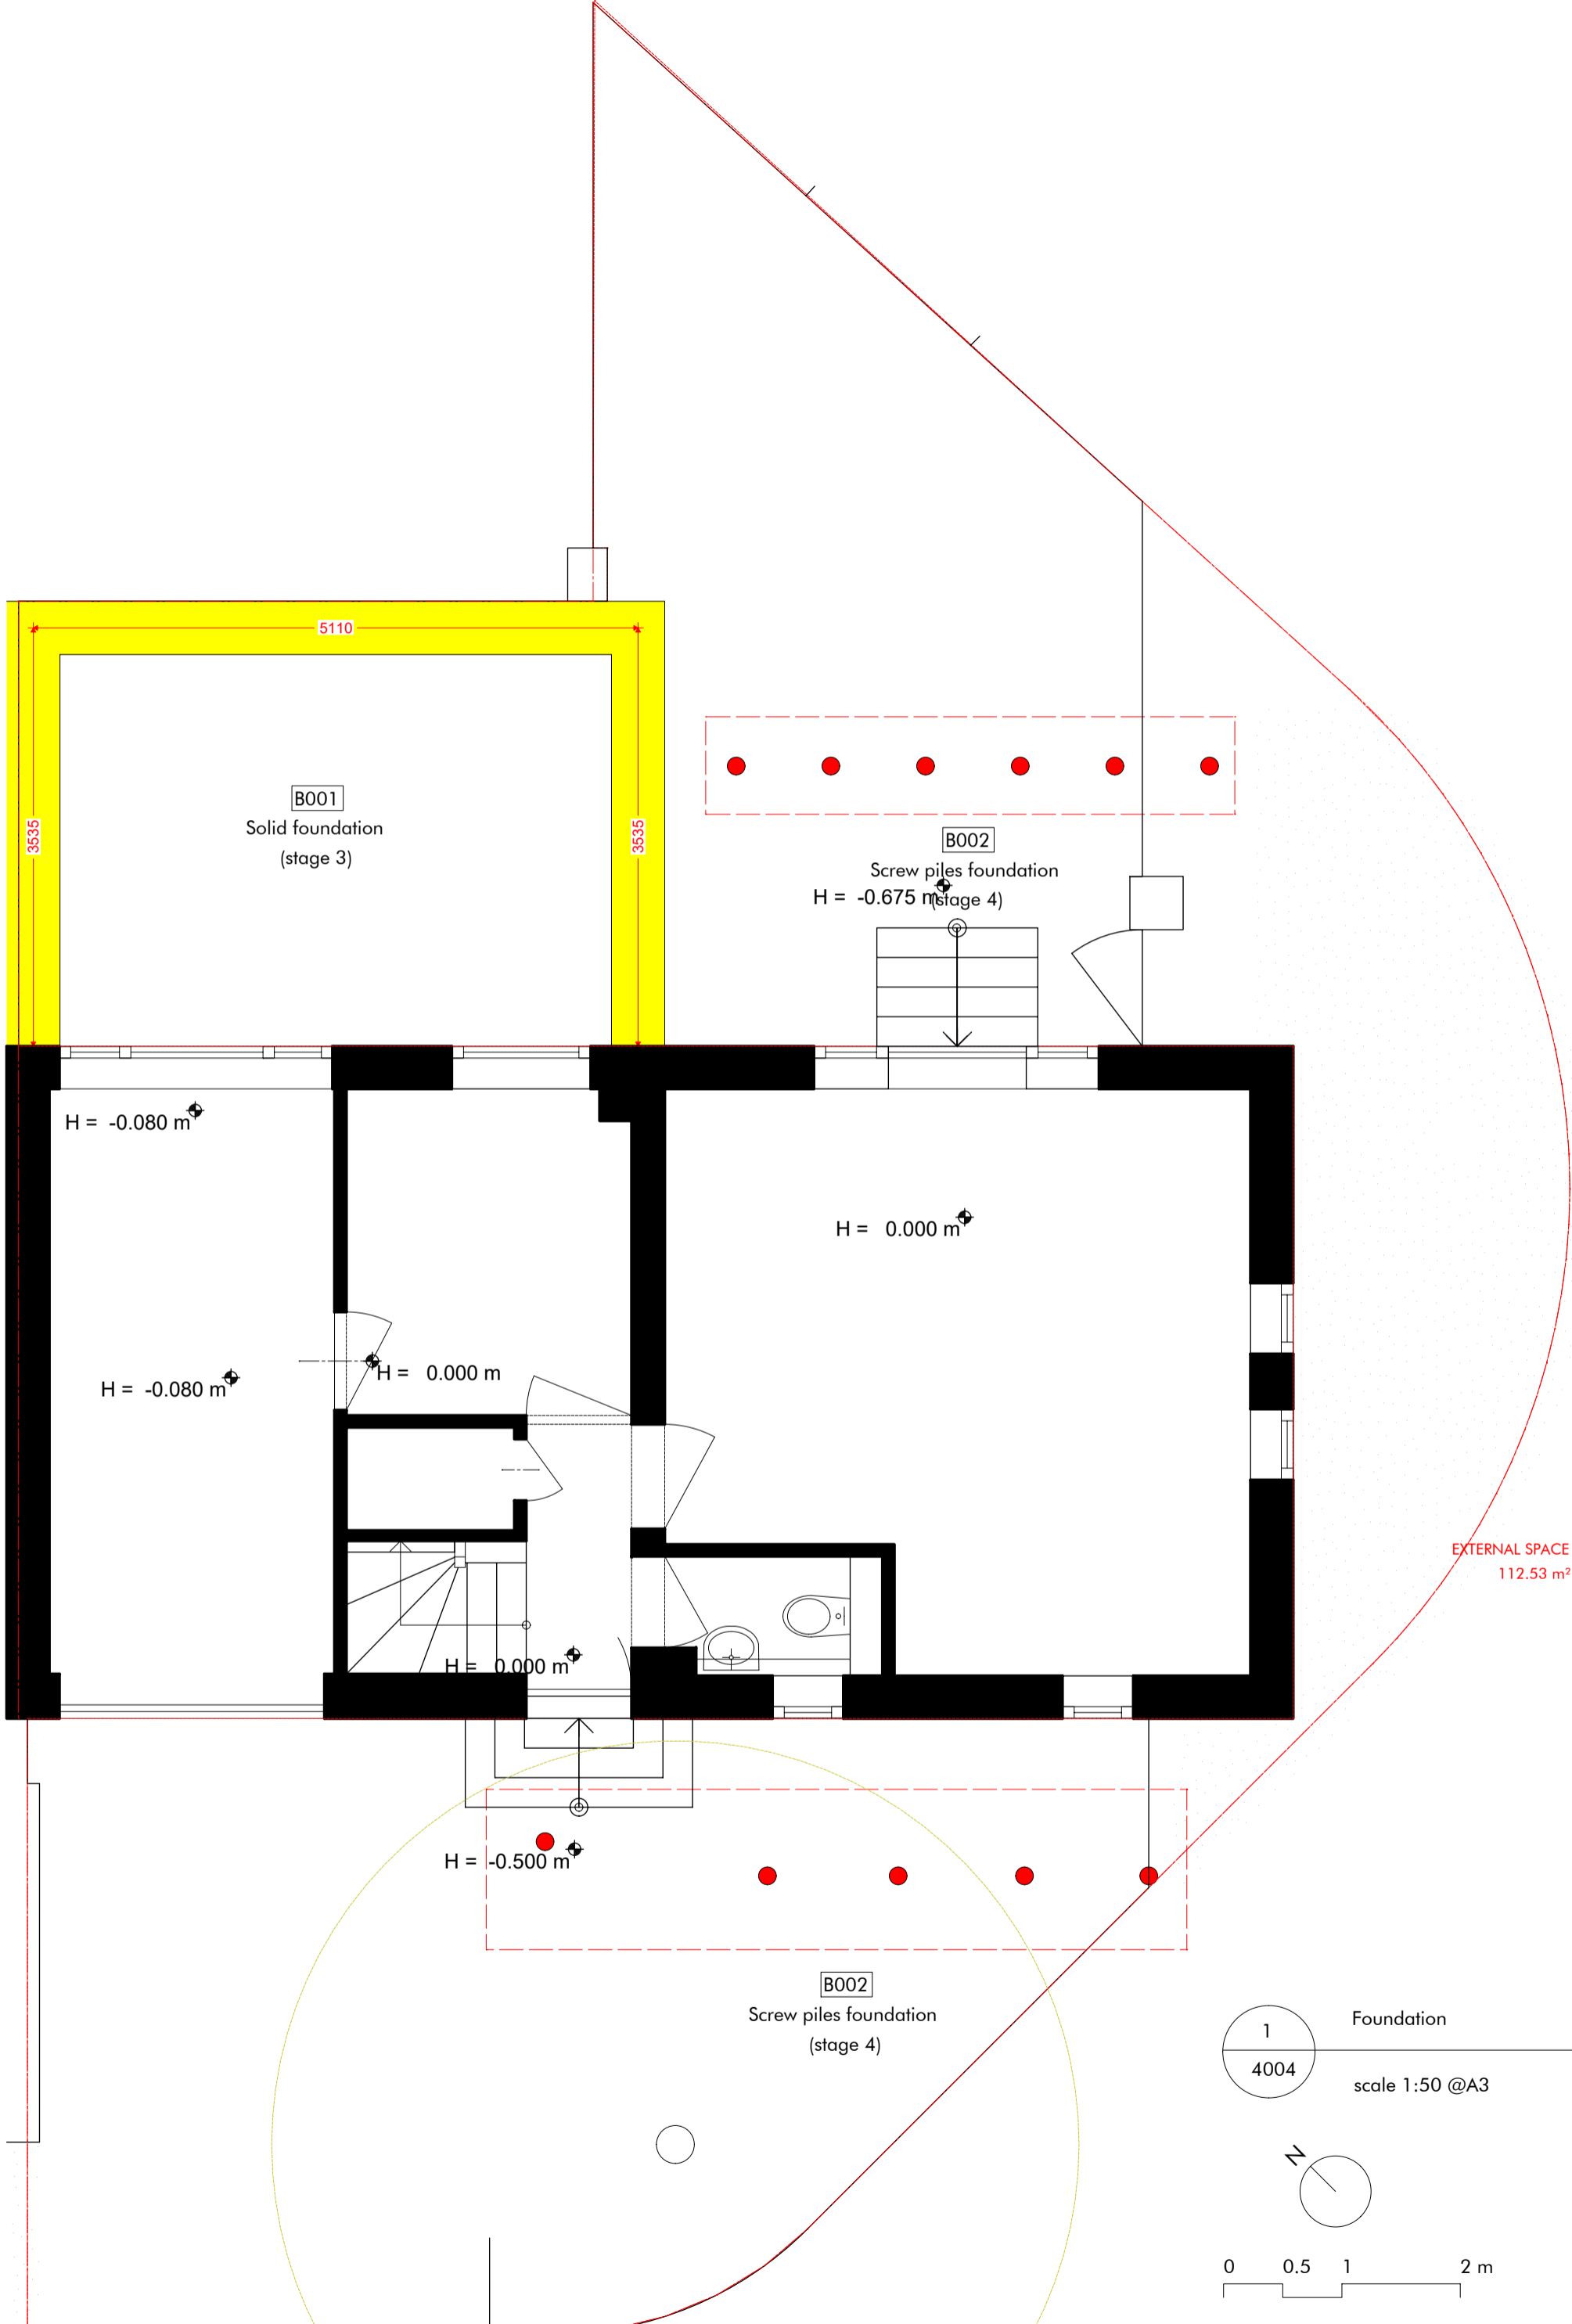 5110
3535
3535
B001
Solid foundation
(stage 3)
B002
Screw piles foundation
(stage 4)
H = -0.675 m
H = -0.080 m
H = 0.000 m
H = 0.000 m
H = -0.080 m
EXTERNAL SPACE
112.53 m²
H = 0.000 m
H = -0.500 m
B002
Screw piles foundation
(stage 4)
1
4004
Foundation
scale 1:50 @A3
N
0 0.5 1 2 m